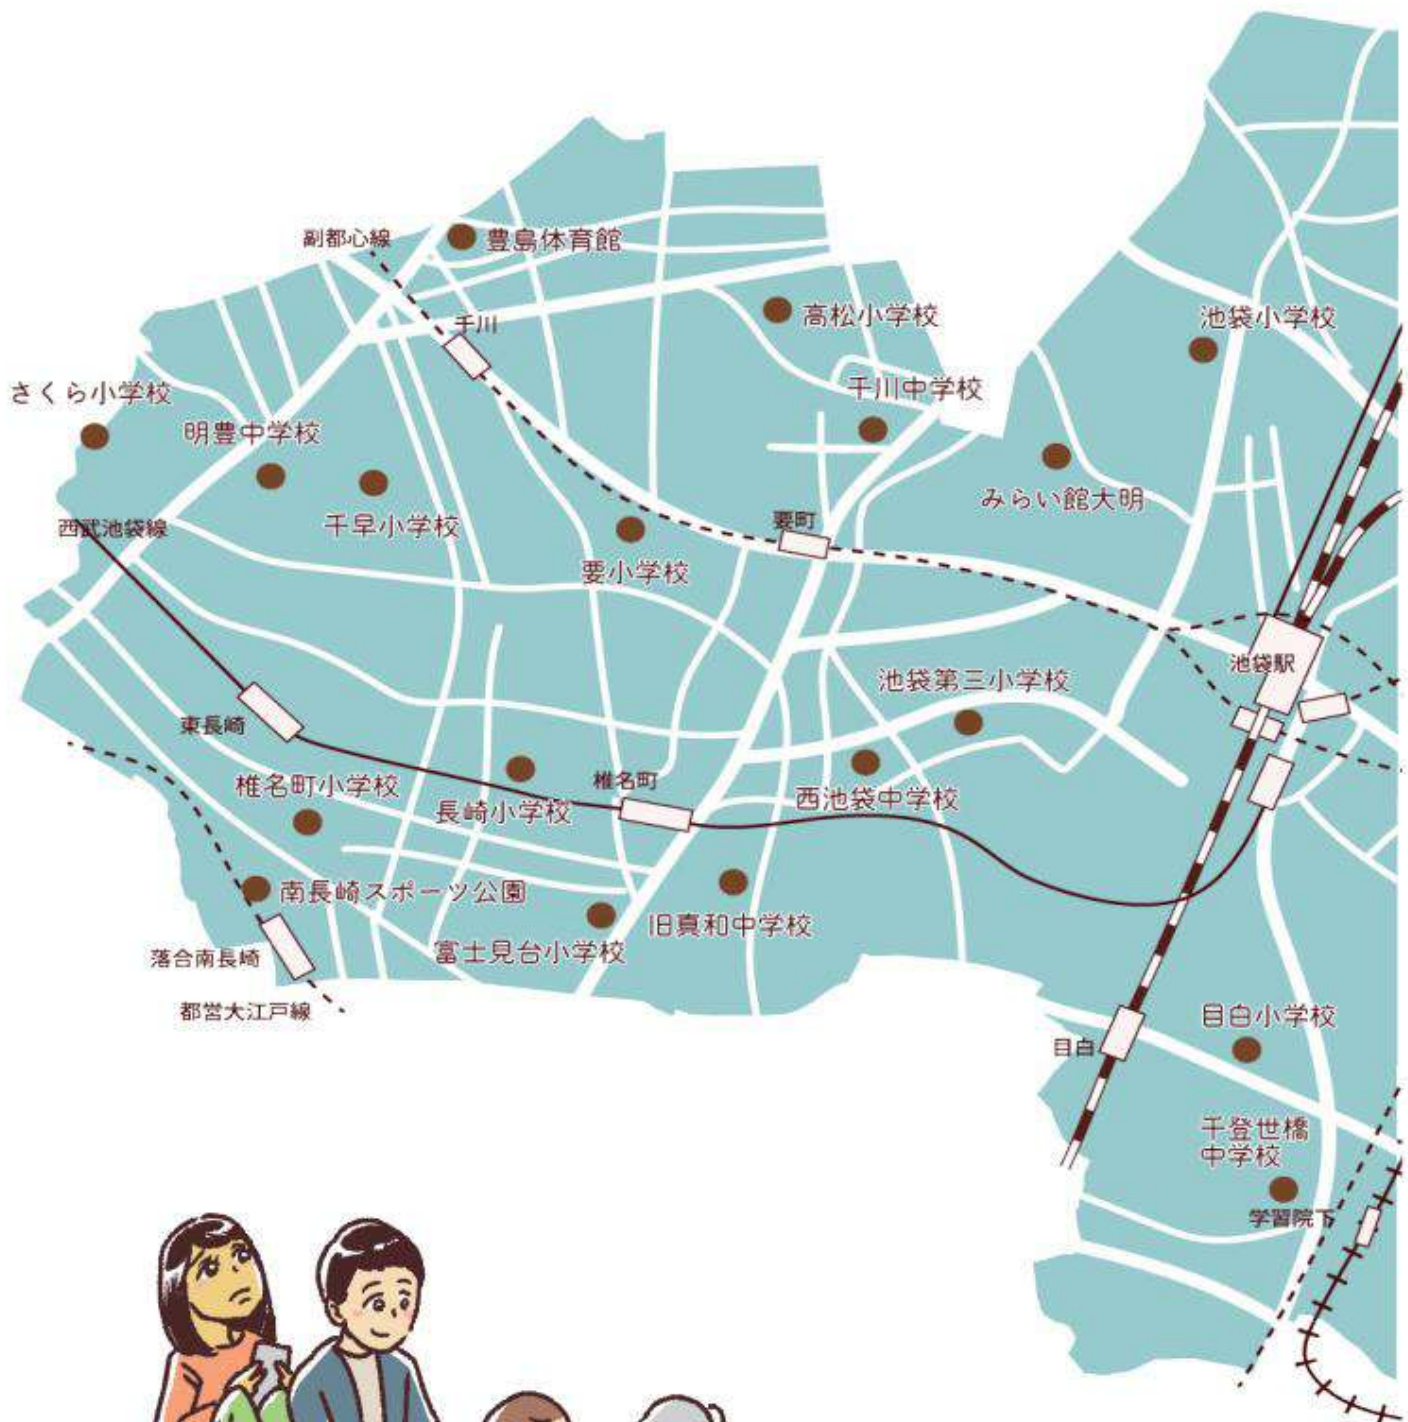 副都心線
豊島体育館
千川
高松小学校
池袋小学校
さくら小学校
千川中学校
明豊中学校
みらい館大明
西武池袋線
千早小学校
要町
要小学校
池袋駅
池袋第三小学校
東長崎
椎名町小学校
椎名町
長崎小学校
西池袋中学校
南長崎スポーツ公園
旧真和中学校
富士見台小学校
落合南長崎
都営大江戸線
目白小学校
目白
千登世橋
中学校
学習院下